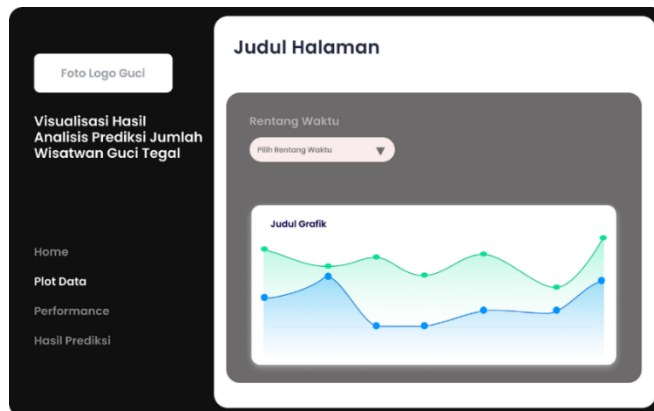 Foto Logo Guci
Visualisasi Hasil
Analisis Prediksi Jumlah
Wisatwan Guci Tegal
Home
Plot Data
Performance
Hasil Prediksi
Judul Halaman
Rentang Waktu
Pilih Rentang Waktu
Judul Grafik